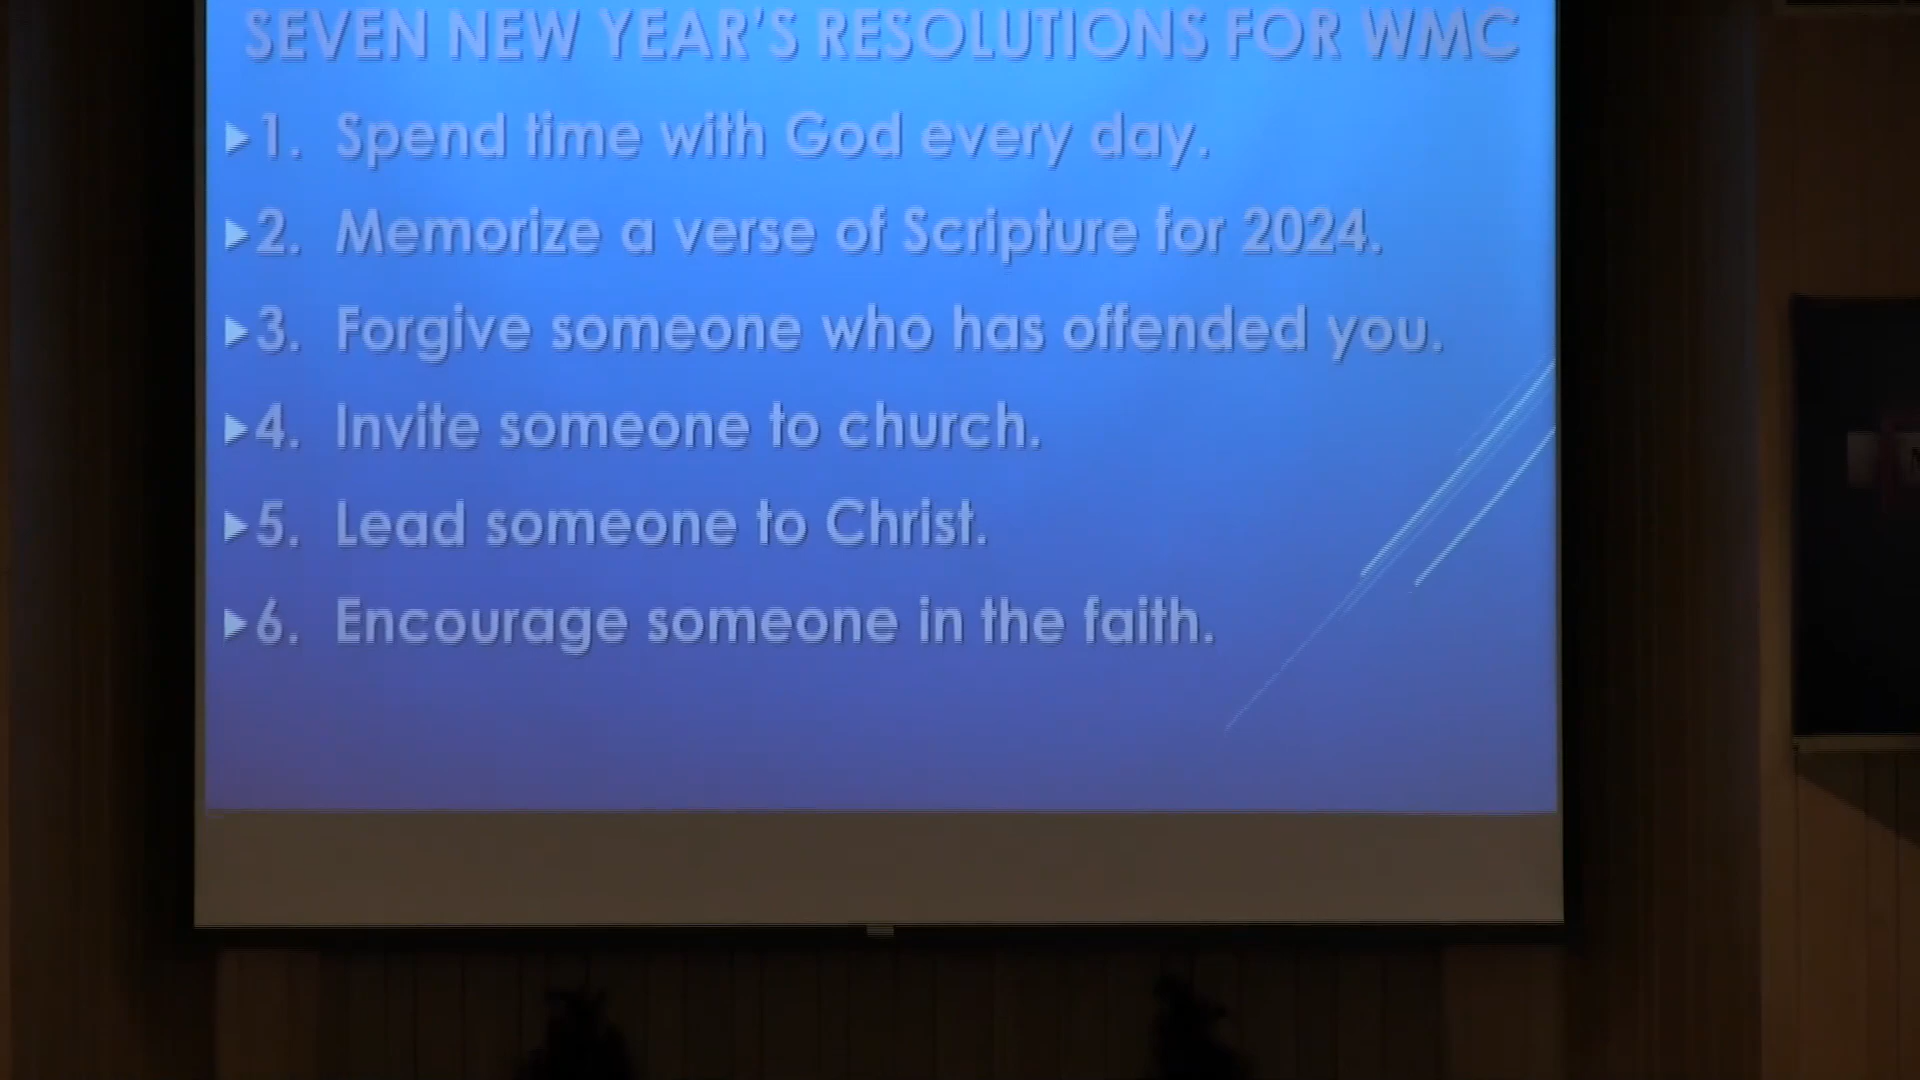 SEVEN NEW YEAR'S RESOLUTIONS FOR WMC
1. Spend time with God every day.
2. Memorize a verse of Scripture for 2024.
3. Forgive someone who has offended you.
4. Invite someone to church.
5. Lead someone to Christ.
6. Encourage someone in the faith.